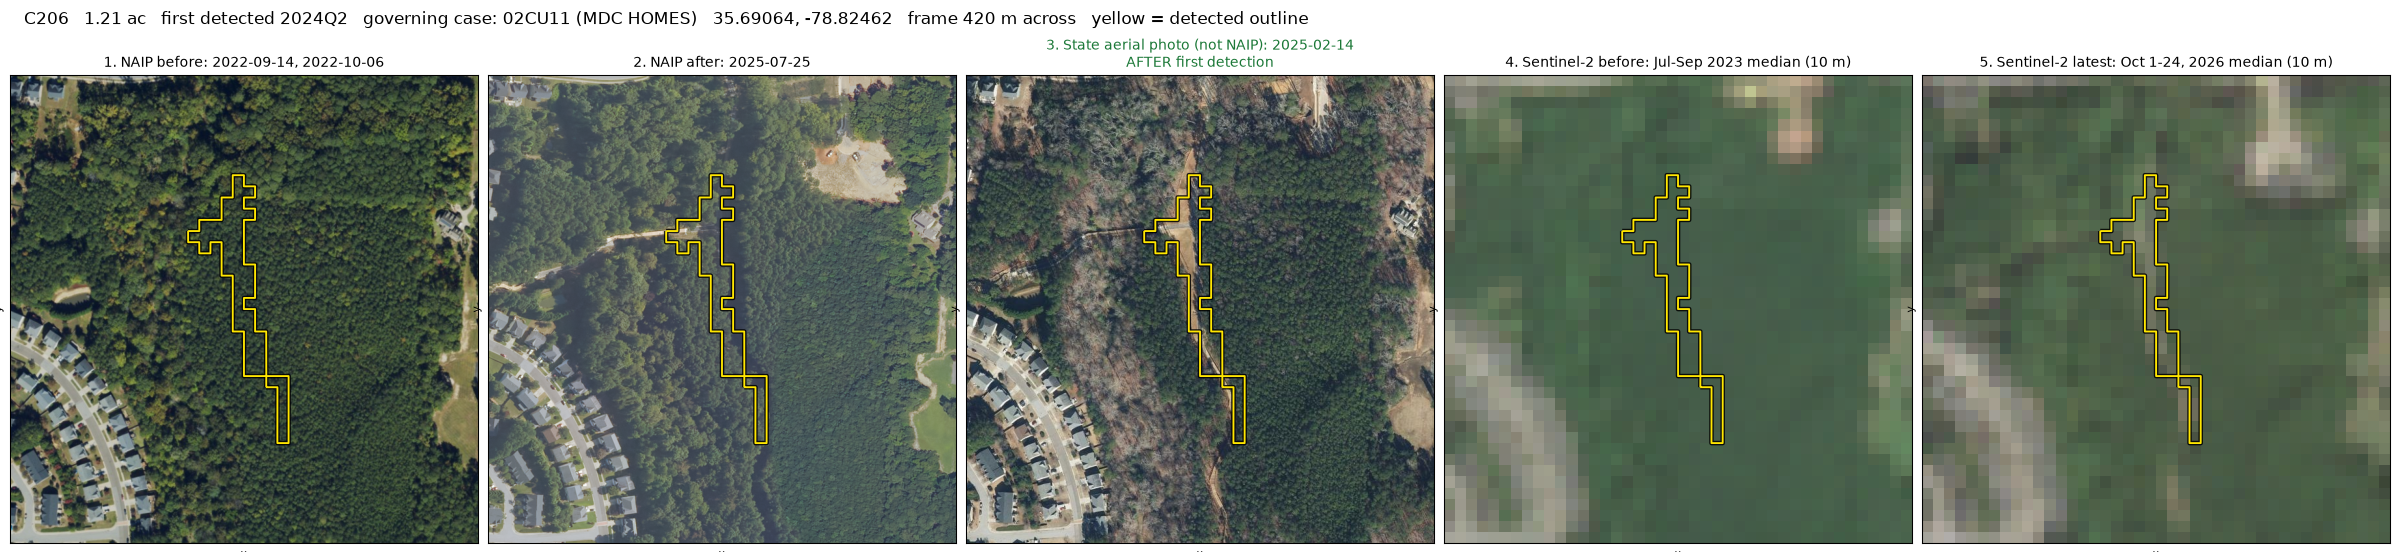 C206 1.21 ac first detected 2024Q2 governing case: 02CU11 (MDC HOMES) 35.69064, -78.82462 frame 420 m across yellow = detected outline
1. NAIP before: 2022-09-14, 2022-10-06
2. NAIP after: 2025-07-25
3. State aerial photo (not NAIP): 2025-02-14
AFTER first detection
4. Sentinel-2 before: Jul-Sep 2023 median (10 m)
5. Sentinel-2 latest: Oct 1-24, 2026 median (10 m)